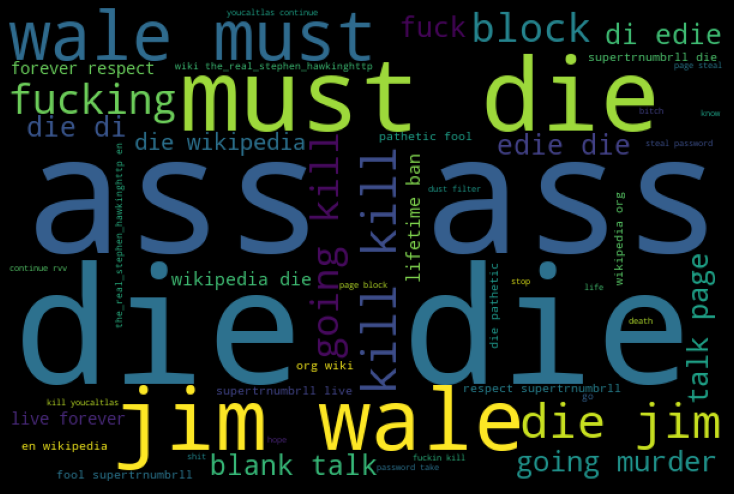 youcaltlas continue
wale must
fuck
block
di edie
forever respect
wiki the_real_stephen_hawkinghttp
supertrnumbrll die
page steal
fucking
must die
bitch
know
die di
die wikipedia
pathetic fool
edie die
steal password
the_real_stephen_hawkinghttp en
ass ass
going kill
kill kill
lifetime ban
dust filter
wikipedia org
continue rvv
wikipedia die
page block
die pathetic
stop
life
talk page
die die
death
org wiki
supertrnumbrll live
respect supertrnumbrll
go
kill youcaltlas
jim wale
die jim
live forever
en wikipedia
hope
shit
blank talk
fuckin kill
password take
going murder
fool supertrnumbrll